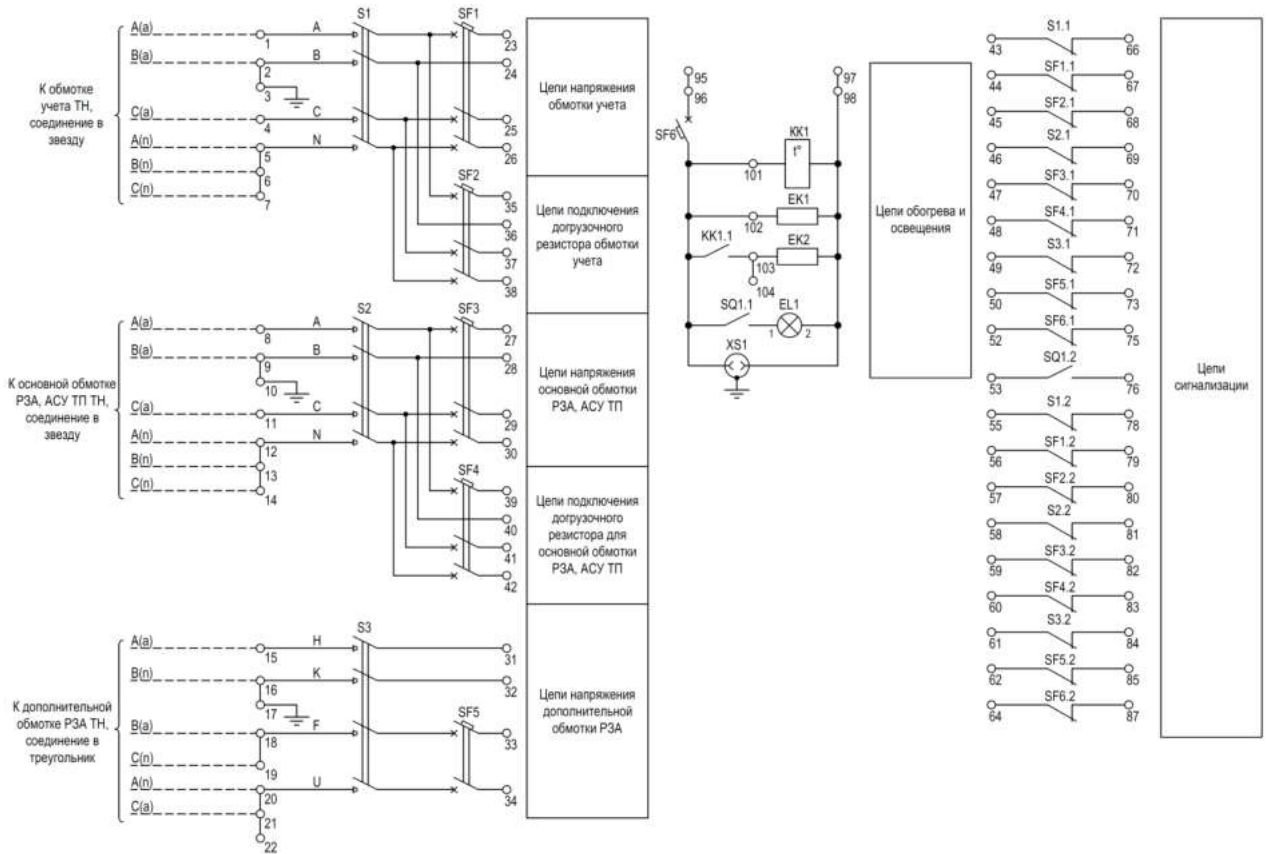 S1
SF1
A(a)
1
A
23
B(a)
2
B
24
3
C(a)
4
C
25
A(n)
5
N
26
B(n)
6
C(n)
7
К обмотке
учета ТН,
соединение в
звезду
SF2
35
36
37
38
Цепи напряжения
обмотки учета
Цепи подключения
догрузочного
резистора обмотки
учета
S2
SF3
A(a)
8
A
27
B(a)
9
B
28
10
C(a)
11
C
29
A(n)
12
N
30
B(n)
13
C(n)
14
К основной обмотке
РЗА, АСУ ТП ТН,
соединение в
звезду
SF4
39
40
41
42
Цепи напряжения
основной обмотки
РЗА, АСУ ТП
Цепи подключения
догрузочного
резистора для
основной обмотки
РЗА, АСУ ТП
S3
A(a)
15
H
31
B(n)
16
K
32
17
SF5
B(a)
18
F
33
C(n)
19
A(n)
20
U
34
C(a)
21
22
К дополнительной
обмотке РЗА ТН,
соединение в
треугольник
Цепи напряжения
дополнительной
обмотки РЗА
95
96
97
98
SF6
KK1
t°
101
EK1
102
KK1.1
EK2
103
104
SQ1.1
EL1
1
2
XS1
Цепи обогрева и
освещения
S1.1
43
66
SF1.1
44
67
SF2.1
45
68
S2.1
46
69
SF3.1
47
70
SF4.1
48
71
S3.1
49
72
SF5.1
50
73
SF6.1
52
75
SQ1.2
53
76
S1.2
55
78
SF1.2
56
79
SF2.2
57
80
S2.2
58
81
SF3.2
59
82
SF4.2
60
83
S3.2
61
84
SF5.2
62
85
SF6.2
64
87
Цепи
сигнализации